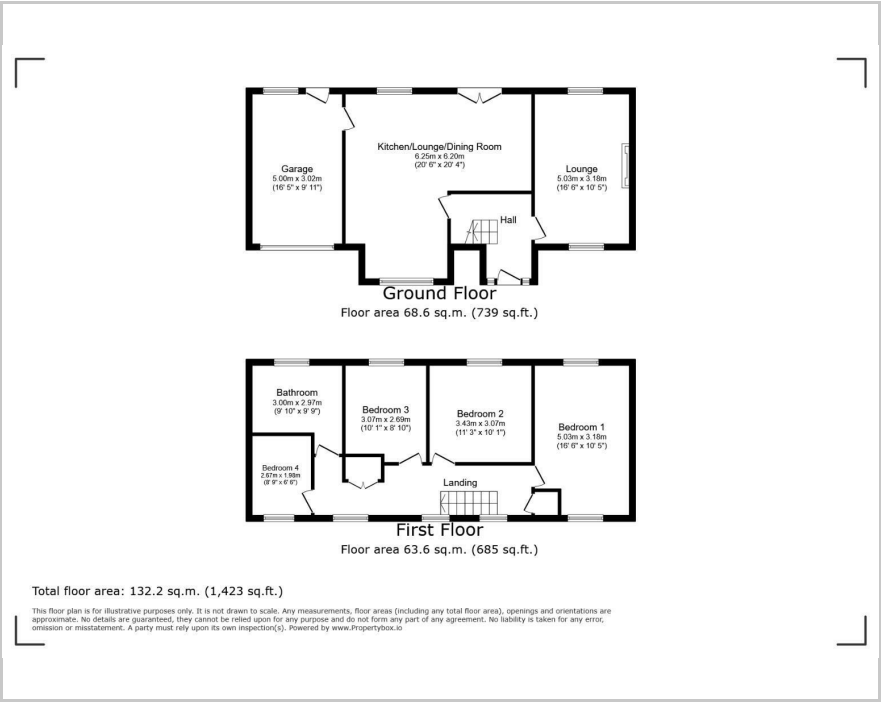 Garage
5.00m x 3.02m
(16' 5" x 9' 11")
Kitchen/Lounge/Dining Room
6.25m x 6.20m
(20' 6" x 20' 4")
Lounge
5.03m x 3.18m
(16' 6" x 10' 5")
Hall
Ground Floor
Floor area 68.6 sq.m. (739 sq.ft.)
Bathroom
3.00m x 2.97m
(9' 10" x 9' 9")
Bedroom 3
3.07m x 2.69m
(10' 1" x 8' 10")
Bedroom 2
3.43m x 3.07m
(11' 3" x 10' 1")
Bedroom 1
5.03m x 3.18m
(16' 6" x 10' 5")
Bedroom 4
2.67m x 1.98m
(8' 9" x 6' 6")
Landing
First Floor
Floor area 63.6 sq.m. (685 sq.ft.)
Total floor area: 132.2 sq.m. (1,423 sq.ft.)
This floor plan is for illustrative purposes only. It is not drawn to scale. Any measurements, floor areas (including any total floor area), openings and orientations are
approximate. No details are guaranteed, they cannot be relied upon for any purpose and do not form any part of any agreement. No liability is taken for any error,
omission or misstatement. A party must rely upon its own inspection(s). Powered by www.Propertybox.io